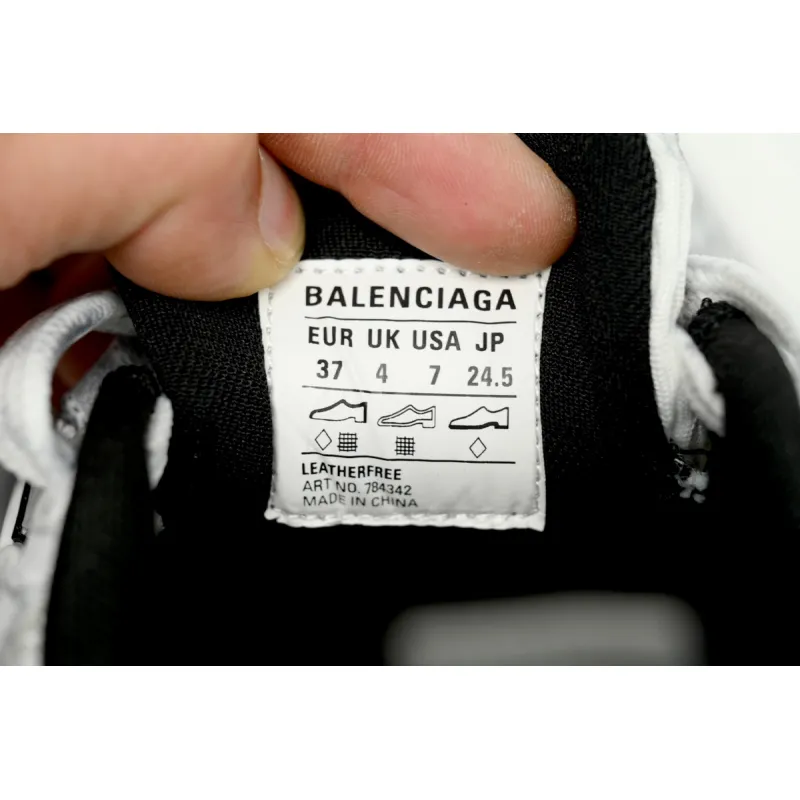 BALENCIAGA
EUR UK USA JP
37 4 7 24.5
LEATHERFREE
ART NO. 784342
MADE IN CHINA